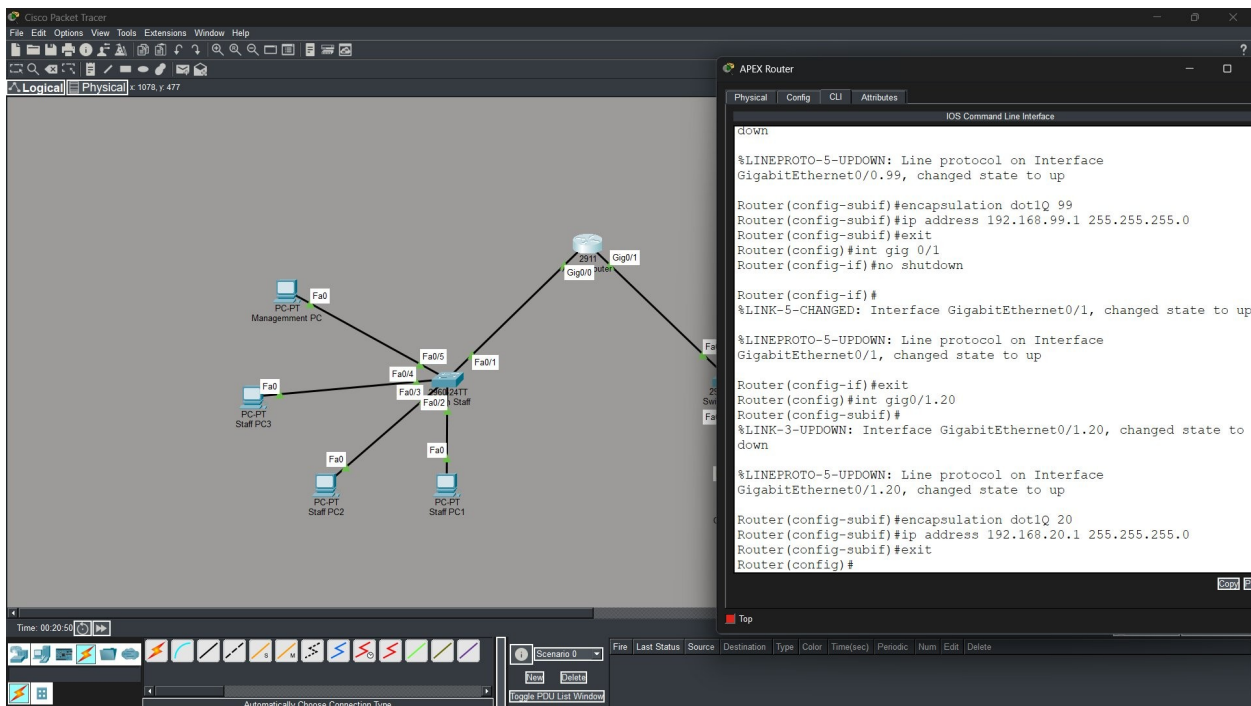 Cisco Packet Tracer
File Edit Options View Tools Extensions Window Help
?
Logical Physical x: 1078, y: 477
APEX Router
Physical Config CLI Attributes
IOS Command Line Interface
down
%LINEPROTO-5-UPDOWN: Line protocol on Interface
GigabitEthernet0/0.99, changed state to up
Router(config-subif)#encapsulation dot1Q 99
Router(config-subif)#ip address 192.168.99.1 255.255.255.0
Router(config-subif)#exit
Router(config)#int gig 0/1
Router(config-if)#no shutdown
Router(config-if)#
%LINK-5-CHANGED: Interface GigabitEthernet0/1, changed state to up
%LINEPROTO-5-UPDOWN: Line protocol on Interface
GigabitEthernet0/1, changed state to up
Router(config-if)#exit
Router(config)#int gig0/1.20
Router(config-subif)#
%LINK-3-UPDOWN: Interface GigabitEthernet0/1.20, changed state to
down
%LINEPROTO-5-UPDOWN: Line protocol on Interface
GigabitEthernet0/1.20, changed state to up
Router(config-subif)#encapsulation dot1Q 20
Router(config-subif)#ip address 192.168.20.1 255.255.255.0
Router(config-subif)#exit
Router(config)#
Copy
Top
2911
Gig0/1
Gig0/0
Fa0
PC-PT
Managemment PC
Fa0/5
Fa0/1
Fa0/4
Fa0/3
Fa0/2
Staff
Fa0
PC-PT
Staff PC3
Fa0
PC-PT
Staff PC2
Fa0
PC-PT
Staff PC1
Time: 00:20:50
Scenario 0
New Delete
Toggle PDU List Window
Fire Last Status Source Destination Type Color Time(sec) Periodic Num Edit Delete
Automatically Choose Connection Type